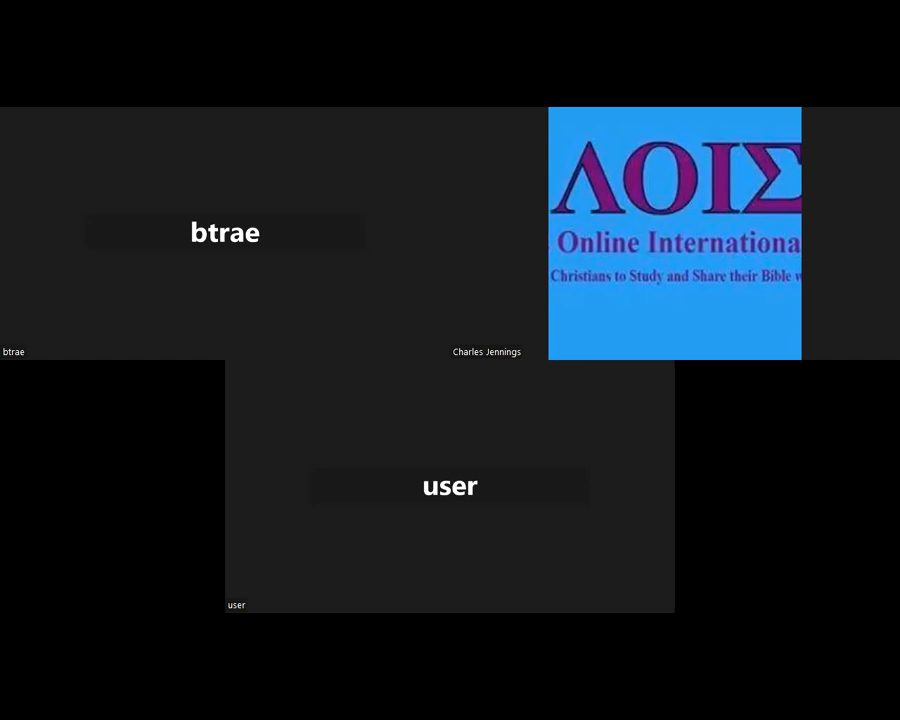 btrae
ΛΟΙΣ
Online Internationa
Christians to Study and Share their Bible w
btrae
Charles Jennings
user
user